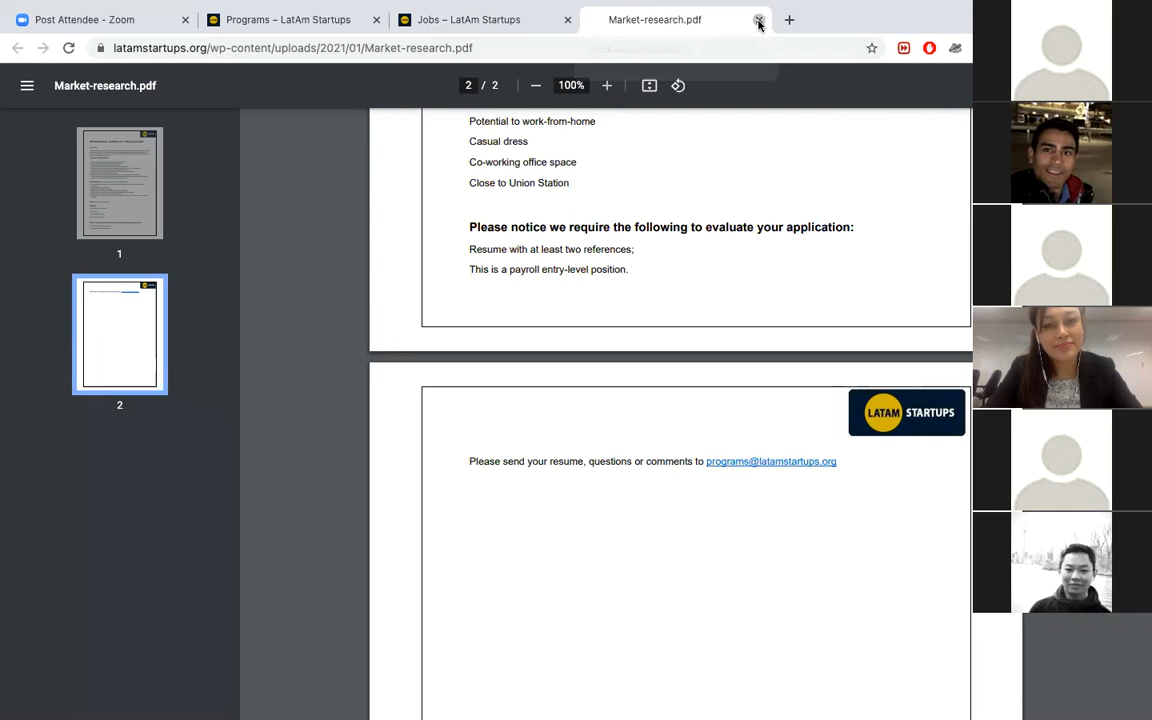 Post Attendee - Zoom
Programs – LatAm Startups
Jobs – LatAm Startups
Market-research.pdf
latamstartups.org/wp-content/uploads/2021/01/Market-research.pdf
Market-research.pdf
2 / 2
100%
Potential to work-from-home
Casual dress
Co-working office space
Close to Union Station
Please notice we require the following to evaluate your application:
Resume with at least two references;
This is a payroll entry-level position.
1
2
LATAM STARTUPS
Please send your resume, questions or comments to programs@latamstartups.org